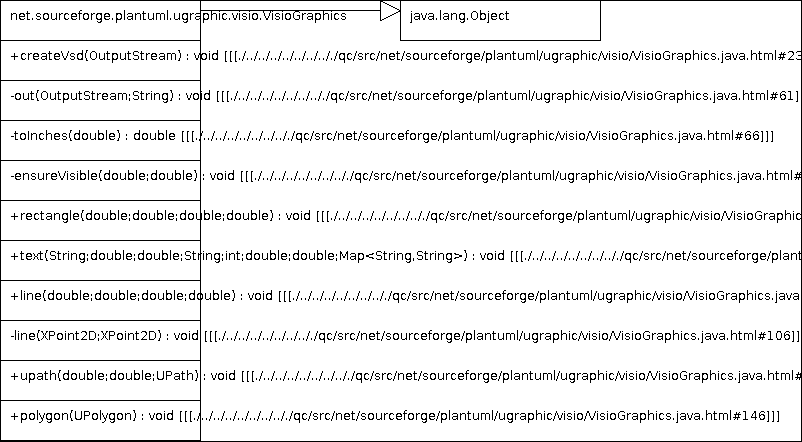 net.sourceforge.plantuml.ugraphic.visio.VisioGraphics
java.lang.Object
+createVsd(OutputStream) : void [[[./../../../../../../../qc/src/net/sourceforge/plantuml/ugraphic/visio/VisioGraphics.java.html#23
-out(OutputStream;String) : void [[[./../../../../../../../qc/src/net/sourceforge/plantuml/ugraphic/visio/VisioGraphics.java.html#61]
-toInches(double) : double [[[./../../../../../../../qc/src/net/sourceforge/plantuml/ugraphic/visio/VisioGraphics.java.html#66]]]
-ensureVisible(double;double) : void [[[./../../../../../../../qc/src/net/sourceforge/plantuml/ugraphic/visio/VisioGraphics.java.html#
+rectangle(double;double;double;double) : void [[[./../../../../../../../qc/src/net/sourceforge/plantuml/ugraphic/visio/VisioGraphic
+text(String;double;double;String;int;double;double;Map<String,String>) : void [[[./../../../../../../../qc/src/net/sourceforge/plant
+line(double;double;double;double) : void [[[./../../../../../../../qc/src/net/sourceforge/plantuml/ugraphic/visio/VisioGraphics.java
-line(XPoint2D;XPoint2D) : void [[[./../../../../../../../qc/src/net/sourceforge/plantuml/ugraphic/visio/VisioGraphics.java.html#106]]
+upath(double;double;UPath) : void [[[./../../../../../../../qc/src/net/sourceforge/plantuml/ugraphic/visio/VisioGraphics.java.html#
+polygon(UPolygon) : void [[[./../../../../../../../qc/src/net/sourceforge/plantuml/ugraphic/visio/VisioGraphics.java.html#146]]]